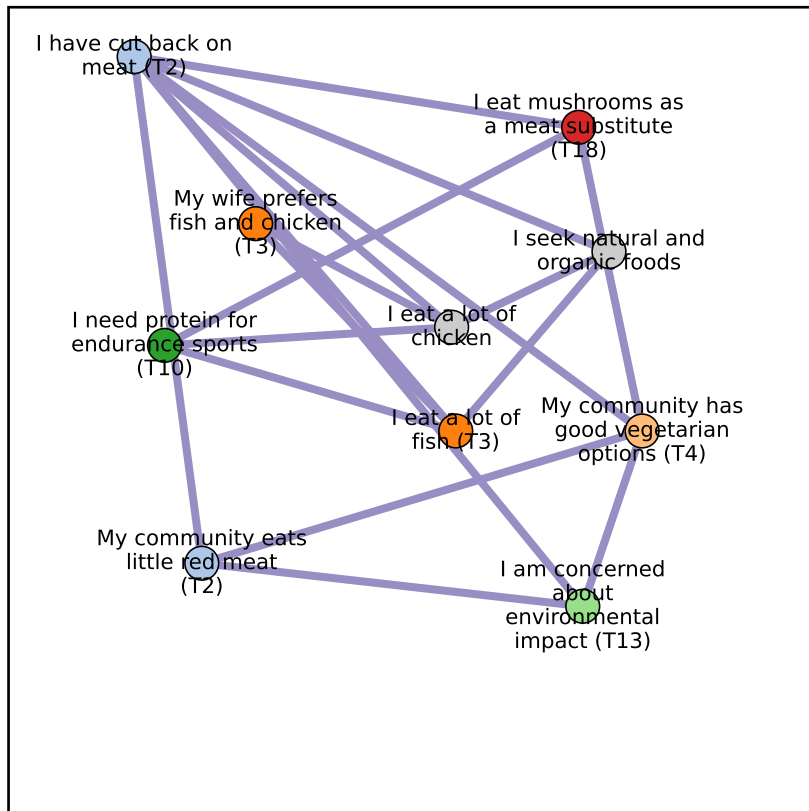 I have cut back on
meat (T2)
I eat mushrooms as
a meat substitute
(T18)
My wife prefers
fish and chicken
(T3)
I seek natural and
organic foods
I eat a lot of
chicken
I need protein for
endurance sports
(T10)
I eat a lot of
fish (T3)
My community has
good vegetarian
options (T4)
My community eats
little red meat
(T2)
I am concerned
about
environmental
impact (T13)